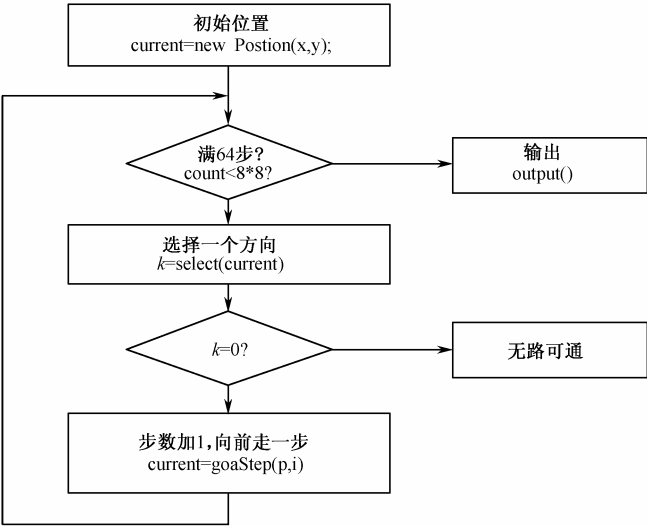 初始位置
current=new Postion(x,y);
满64步?
count<8*8?
输出
output()
选择一个方向
k=select(current)
k=0?
无路可通
步数加1,向前走一步
current=goaStep(p,i)